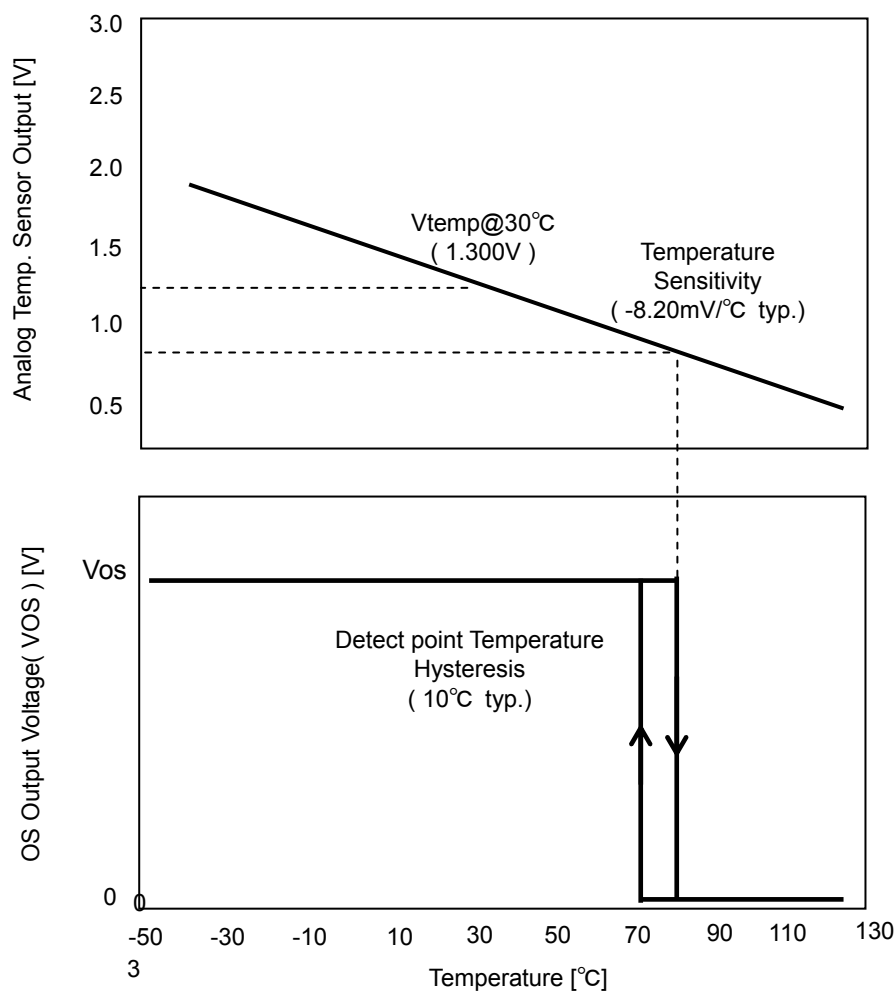 3.0
2.5
2.0
1.5
1.0
0.5
Analog Temp. Sensor Output [V]
Vtemp@30℃
( 1.300V )
Temperature
Sensitivity
( -8.20mV/℃ typ.)
OS Output Voltage( VOS ) [V]
Vos
Detect point Temperature
Hysteresis
( 10℃ typ.)
0 0
-50 -30 -10 10 30 50 70 90 110 130
3
Temperature [℃]